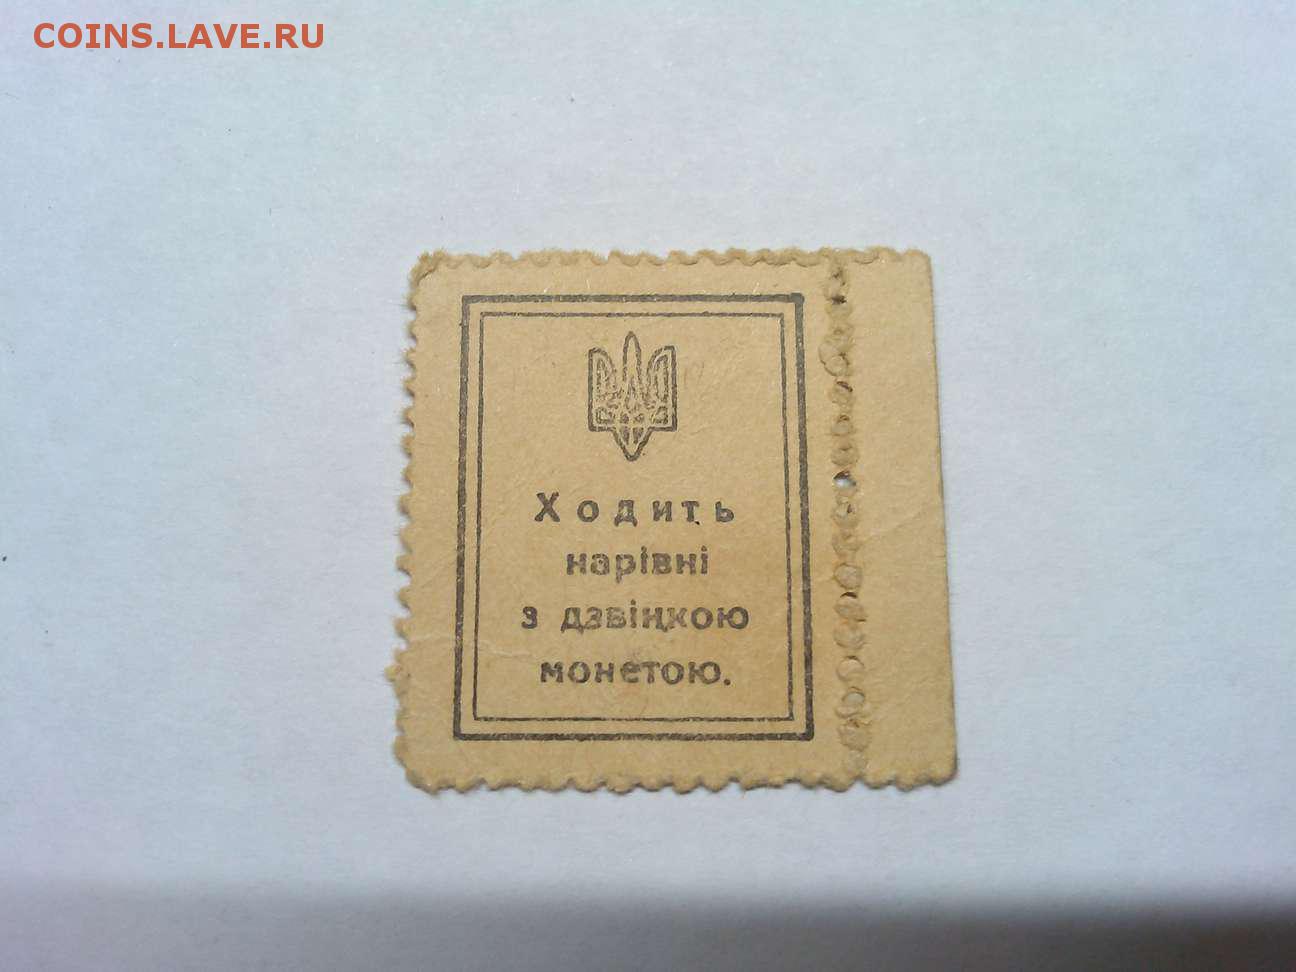 COINS.LAVE.RU
Ходить
нарівні
з дзвінкою
монетою.